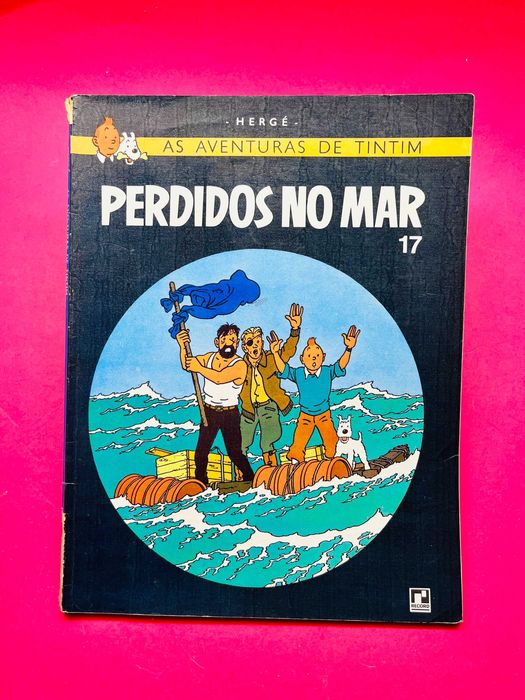 - HERGÉ -
AS AVENTURAS DE TINTIM
PERDIDOS NO MAR
17
RECORD